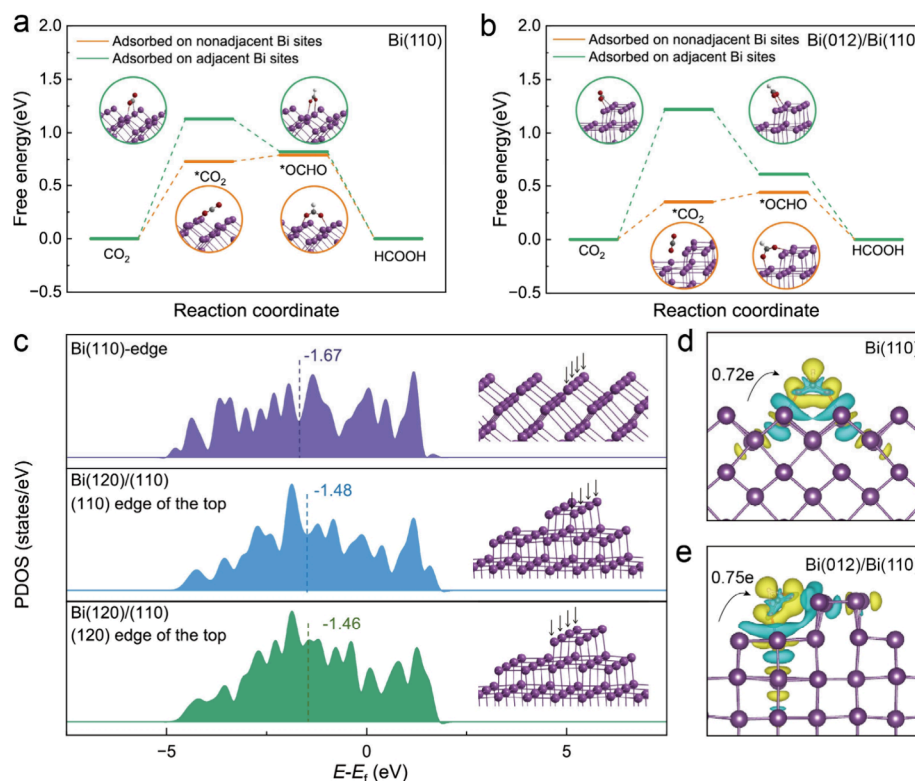 a
Bi(110)
Adsorbed on nonadjacent Bi sites
Adsorbed on adjacent Bi sites
Free energy(eV)
2.0
1.5
1.0
0.5
0.0
−0.5
CO₂
*CO₂
*OCHO
HCOOH
Reaction coordinate
b
Bi(012)/Bi(110
Adsorbed on nonadjacent Bi sites
Adsorbed on adjacent Bi sites
Free energy(eV)
2.0
1.5
1.0
0.5
0.0
−0.5
CO₂
*CO₂
*OCHO
HCOOH
Reaction coordinate
c
Bi(110)-edge
-1.67
Bi(120)/(110)
(110) edge of the top
-1.48
Bi(120)/(110)
(120) edge of the top
-1.46
PDOS (states/eV)
−5
0
5
E-Ef (eV)
d
Bi(110)
0.72e
e
Bi(012)/Bi(110
0.75e